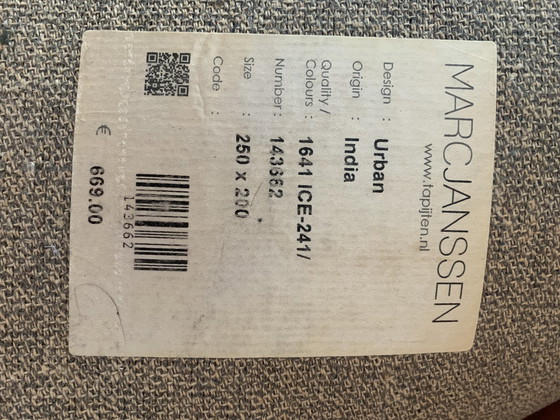 MARCJANSSEN
www.tapijten.nl
Design : Urban
Origin : India
Quality / Colours : 1641 ICE-241/
Number : 143662
Size : 250 x 200
Code :
143662
€ 669.00